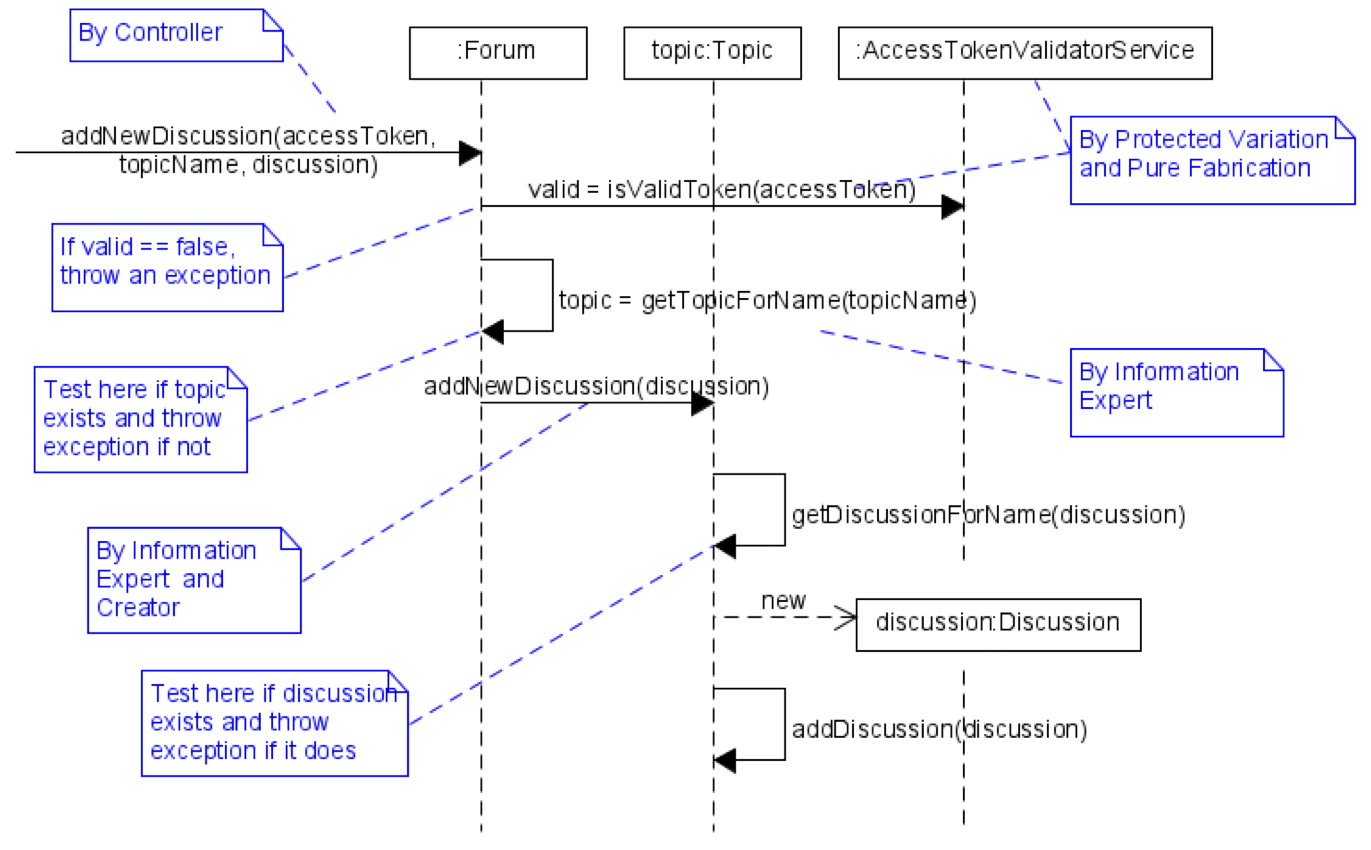 By Controller
:Forum
topic:Topic
:AccessTokenValidatorService
addNewDiscussion(accessToken,
topicName, discussion)
By Protected Variation
and Pure Fabrication
valid = isValidToken(accessToken)
If valid == false,
throw an exception
topic = getTopicForName(topicName)
Test here if topic
exists and throw
exception if not
addNewDiscussion(discussion)
By Information
Expert
getDiscussionForName(discussion)
By Information
Expert and
Creator
new
discussion:Discussion
Test here if discussion
exists and throw
exception if it does
addDiscussion(discussion)